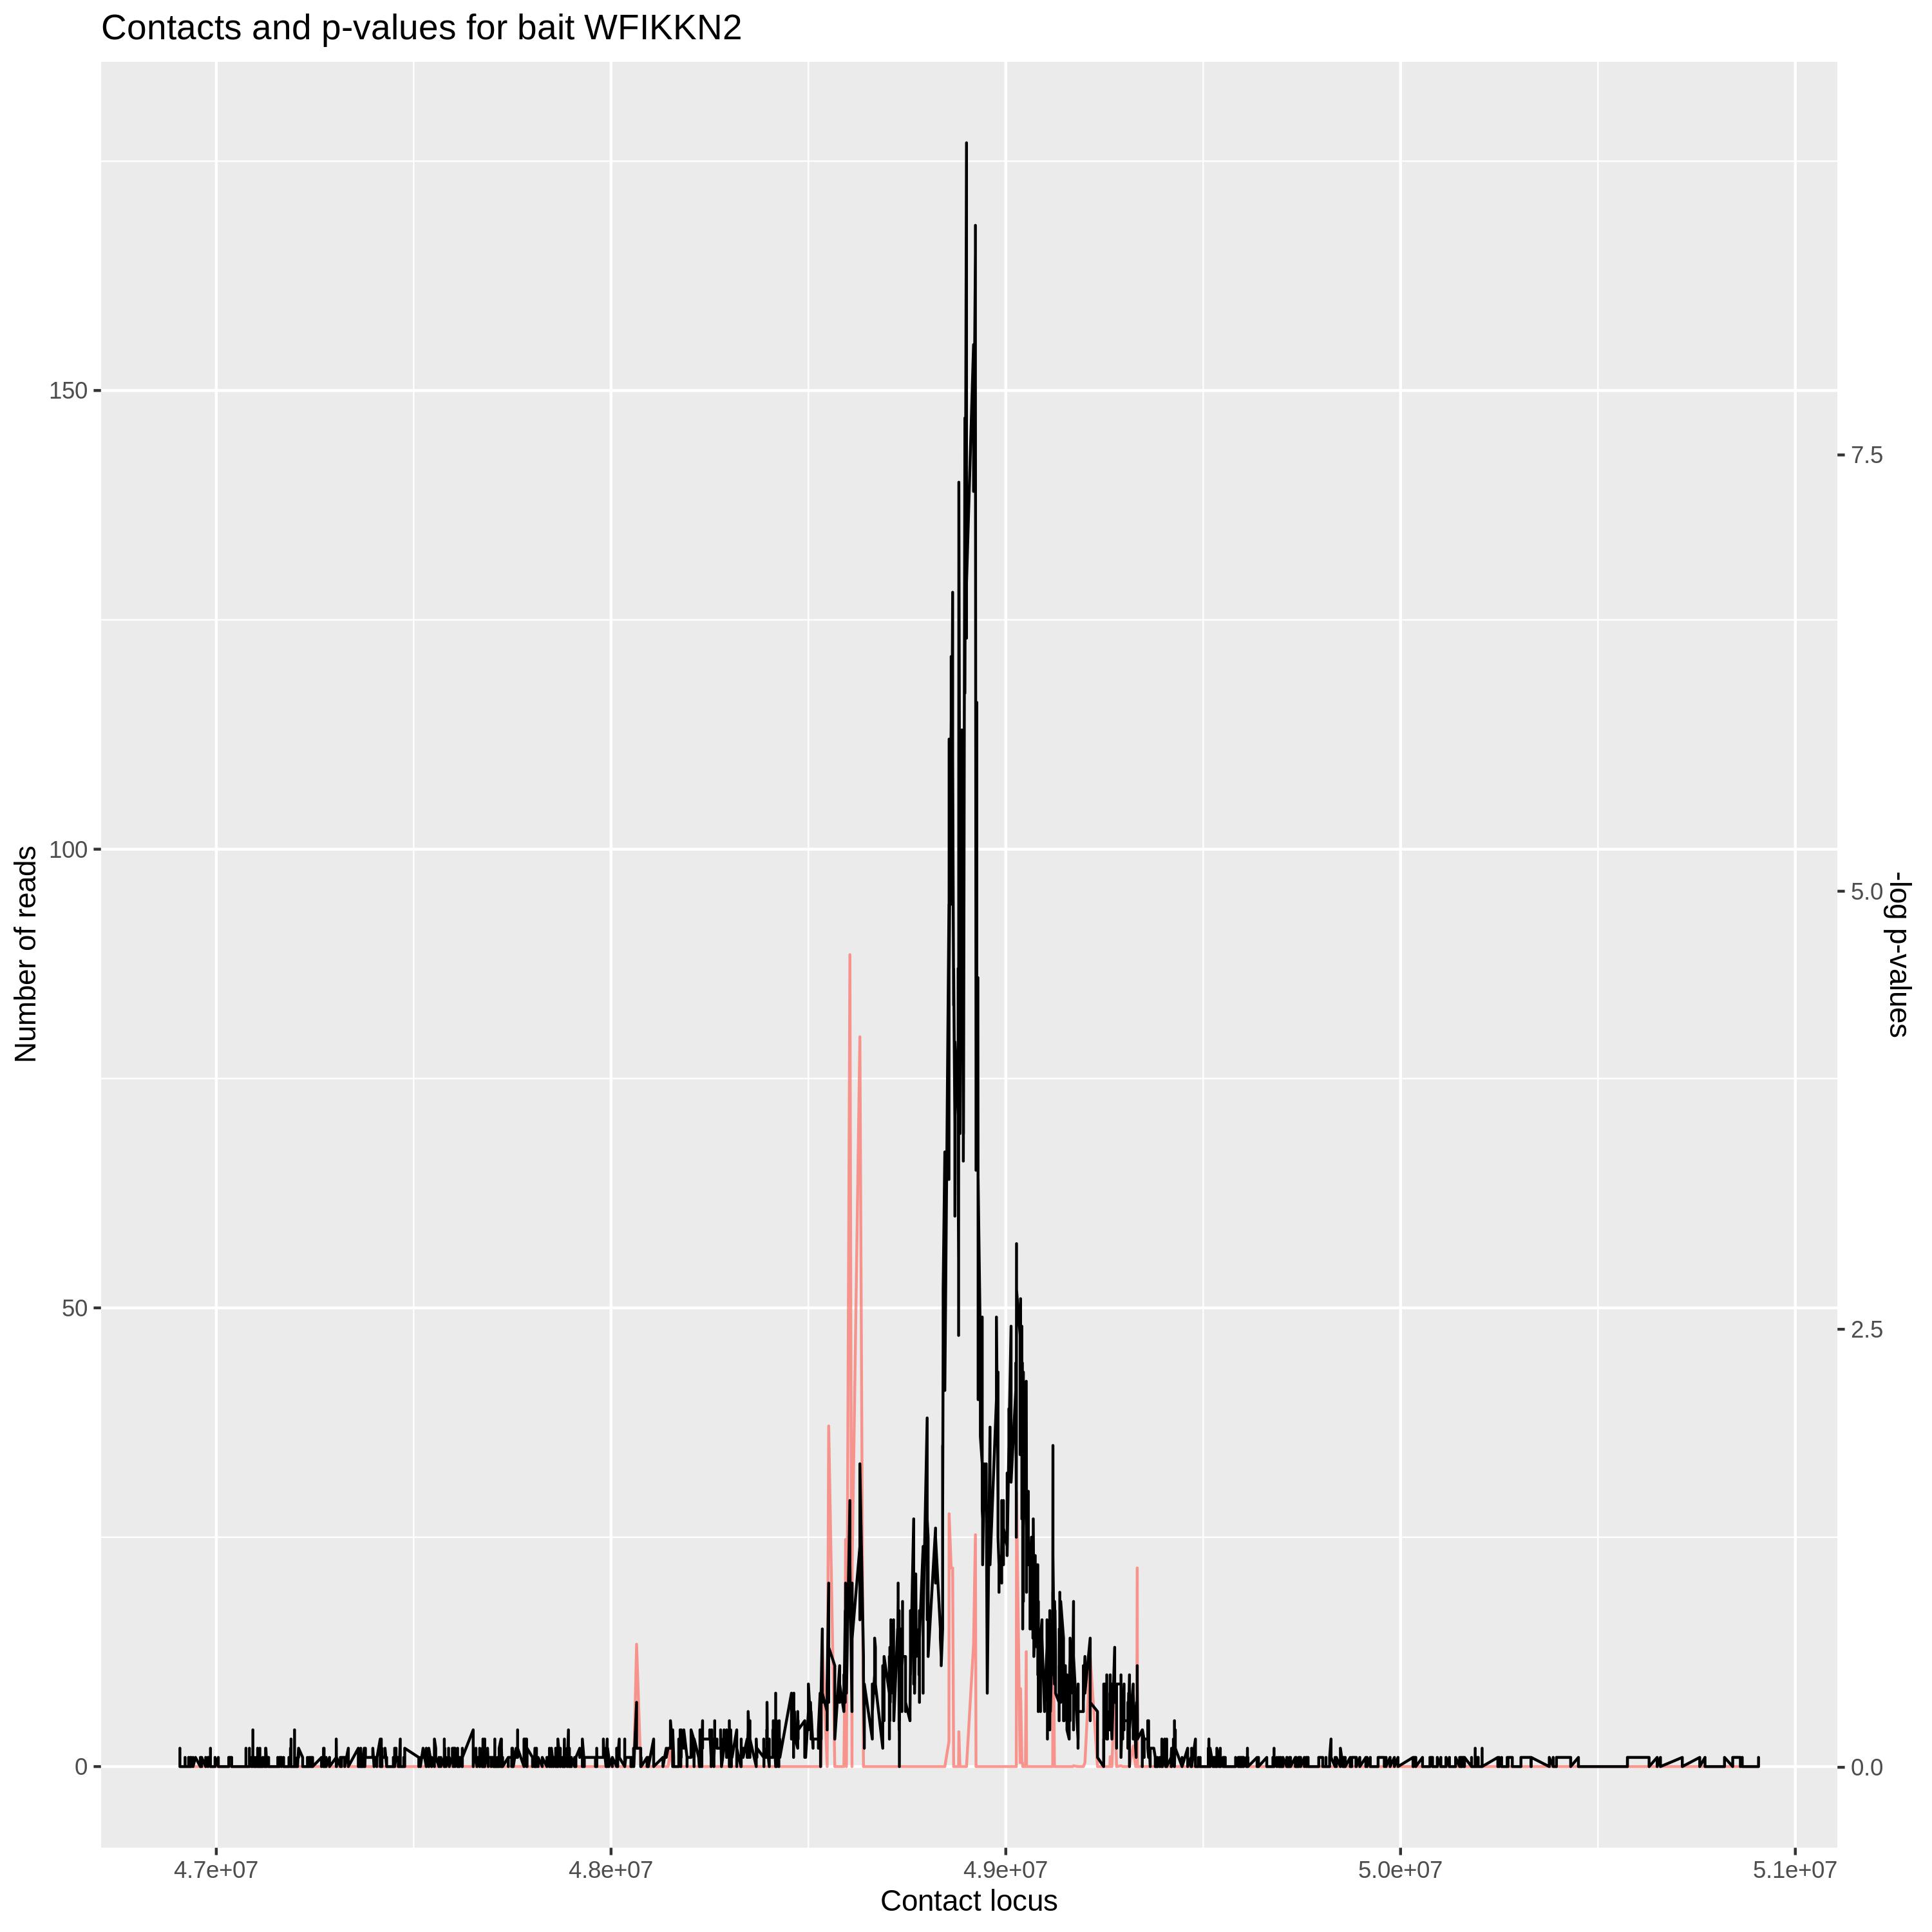 Contacts and p-values for bait WFIKKN2
150
100
50
0
Number of reads
7.5
5.0
2.5
0.0
-log p-values
4.7e+07 4.8e+07 4.9e+07 5.0e+07 5.1e+07
Contact locus